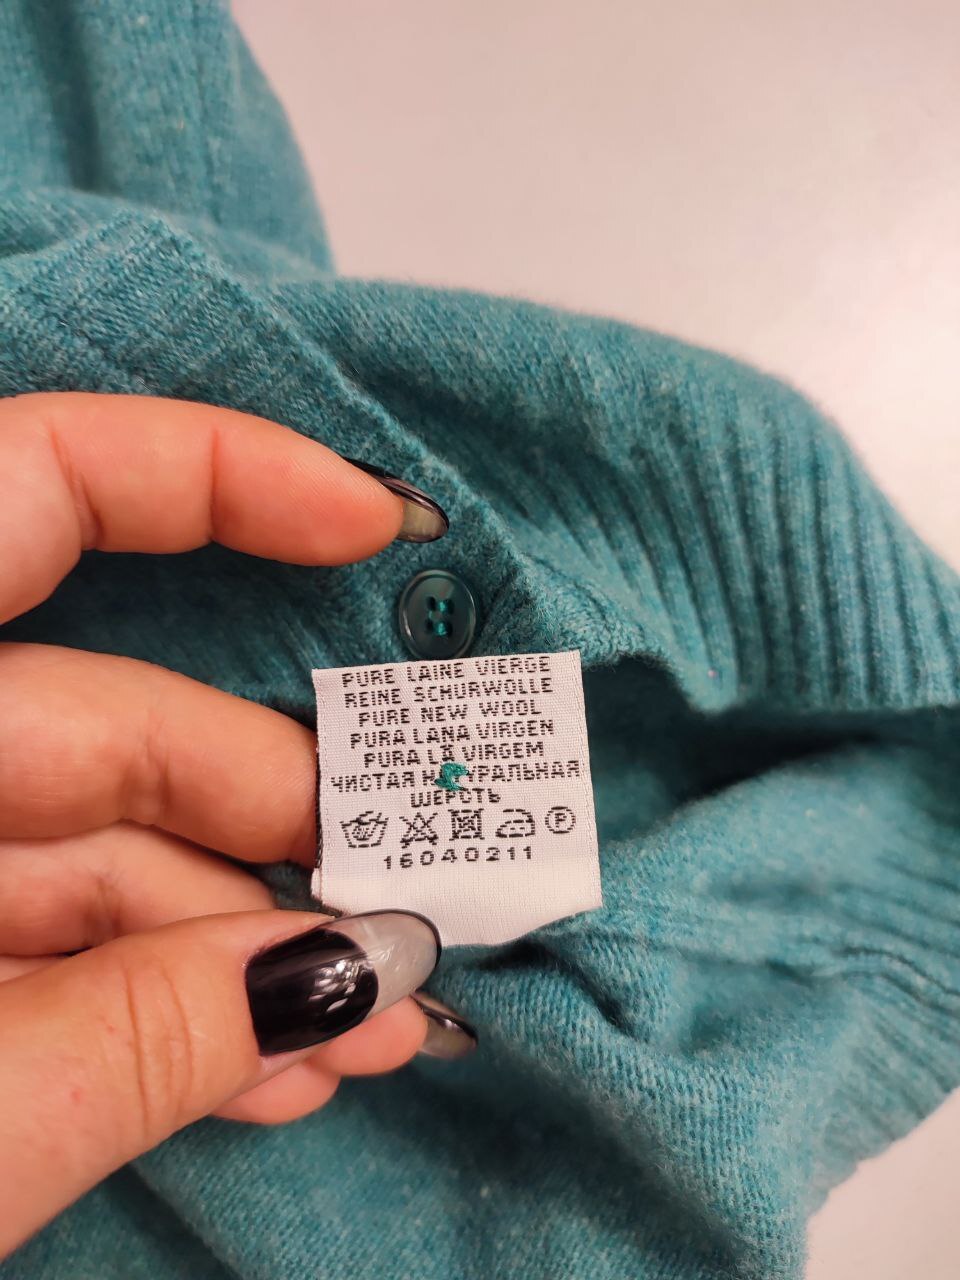 PURE LAINE VIERGE
REINE SCHURWOLLE
PURE NEW WOOL
PURA LANA VIRGEN
PURA LÃ VIRGEM
ЧИСТАЯ НАТУРАЛЬНАЯ
ШЕРСТЬ
P
16040211